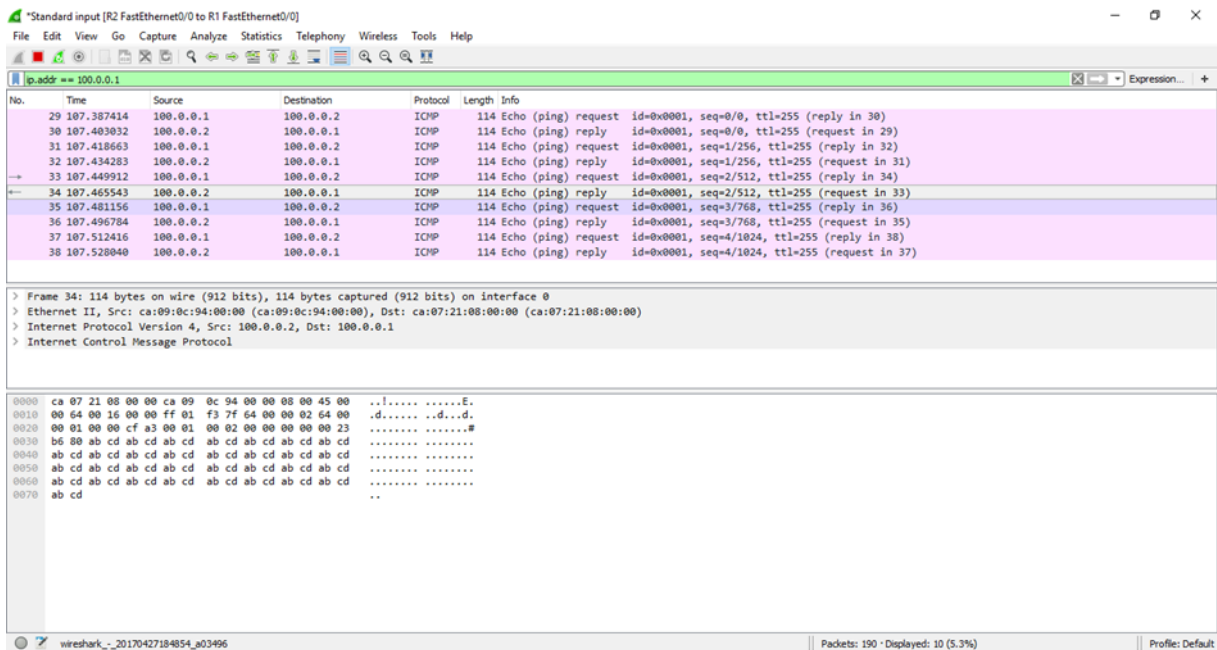 *Standard input [R2 FastEthernet0/0 to R1 FastEthernet0/0]
File Edit View Go Capture Analyze Statistics Telephony Wireless Tools Help
ip.addr == 100.0.0.1 Expression... +
No. Time Source Destination Protocol Length Info
29 107.387414 100.0.0.1 100.0.0.2 ICMP 114 Echo (ping) request id=0x0001, seq=0/0, ttl=255 (reply in 30)
30 107.403032 100.0.0.2 100.0.0.1 ICMP 114 Echo (ping) reply id=0x0001, seq=0/0, ttl=255 (request in 29)
31 107.418663 100.0.0.1 100.0.0.2 ICMP 114 Echo (ping) request id=0x0001, seq=1/256, ttl=255 (reply in 32)
32 107.434283 100.0.0.2 100.0.0.1 ICMP 114 Echo (ping) reply id=0x0001, seq=1/256, ttl=255 (request in 31)
33 107.449912 100.0.0.1 100.0.0.2 ICMP 114 Echo (ping) request id=0x0001, seq=2/512, ttl=255 (reply in 34)
34 107.465543 100.0.0.2 100.0.0.1 ICMP 114 Echo (ping) reply id=0x0001, seq=2/512, ttl=255 (request in 33)
35 107.481156 100.0.0.1 100.0.0.2 ICMP 114 Echo (ping) request id=0x0001, seq=3/768, ttl=255 (reply in 36)
36 107.496784 100.0.0.2 100.0.0.1 ICMP 114 Echo (ping) reply id=0x0001, seq=3/768, ttl=255 (request in 35)
37 107.512416 100.0.0.1 100.0.0.2 ICMP 114 Echo (ping) request id=0x0001, seq=4/1024, ttl=255 (reply in 38)
38 107.528040 100.0.0.2 100.0.0.1 ICMP 114 Echo (ping) reply id=0x0001, seq=4/1024, ttl=255 (request in 37)
> Frame 34: 114 bytes on wire (912 bits), 114 bytes captured (912 bits) on interface 0
> Ethernet II, Src: ca:09:0c:94:00:00 (ca:09:0c:94:00:00), Dst: ca:07:21:08:00:00 (ca:07:21:08:00:00)
> Internet Protocol Version 4, Src: 100.0.0.2, Dst: 100.0.0.1
> Internet Control Message Protocol
0000 ca 07 21 08 00 00 ca 09 0c 94 00 00 08 00 45 00 ..!..... ......E.
0010 00 64 00 16 00 00 ff 01 f3 7f 64 00 00 02 64 00 .d...... ..d...d.
0020 00 01 00 00 cf a3 00 01 00 02 00 00 00 00 00 23 ........ .......#
0030 b6 80 ab cd ab cd ab cd ab cd ab cd ab cd ab cd ........ ........
0040 ab cd ab cd ab cd ab cd ab cd ab cd ab cd ab cd ........ ........
0050 ab cd ab cd ab cd ab cd ab cd ab cd ab cd ab cd ........ ........
0060 ab cd ab cd ab cd ab cd ab cd ab cd ab cd ab cd ........ ........
0070 ab cd ..
wireshark_-_20170427184854_a03496 Packets: 190 · Displayed: 10 (5.3%) Profile: Default